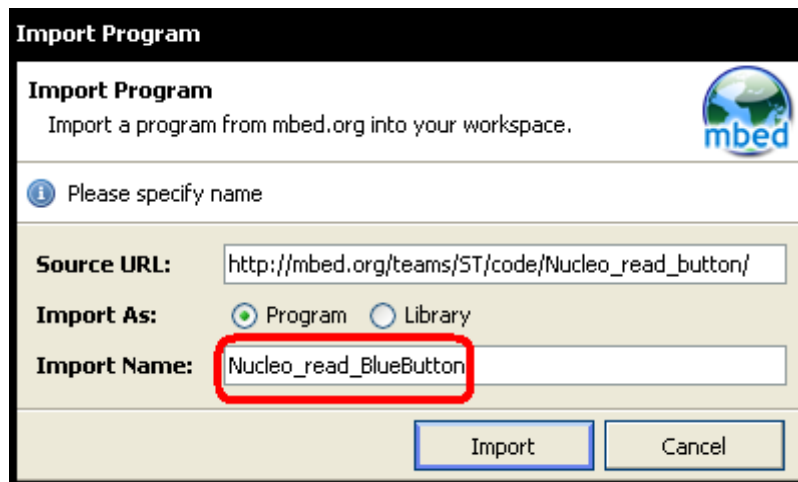 Import Program
Import Program
Import a program from mbed.org into your workspace.
mbed
Please specify name
Source URL: http://mbed.org/teams/ST/code/Nucleo_read_button/
Import As: Program Library
Import Name: Nucleo_read_BlueButton
Import Cancel